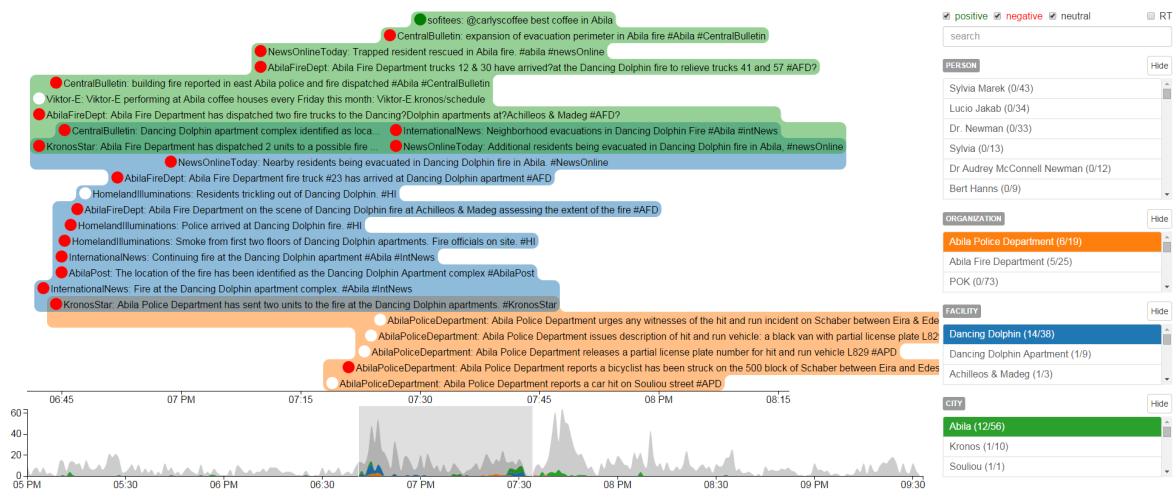 sofitees: @carlyscoffee best coffee in Abila
CentralBulletin: expansion of evacuation perimeter in Abila fire #Abila #CentralBulletin
NewsOnlineToday: Trapped resident rescued in Abila fire. #abila #newsOnline
AbilaFireDept: Abila Fire Department trucks 12 & 30 have arrived?at the Dancing Dolphin fire to relieve trucks 41 and 57 #AFD?
CentralBulletin: building fire reported in east Abila police and fire dispatched #Abila #CentralBulletin
Viktor-E: Viktor-E performing at Abila coffee houses every Friday this month: Viktor-E.kronos/schedule
AbilaFireDept: Abila Fire Department has dispatched two fire trucks to the Dancing?Dolphin apartments at?Achilleos & Madeg #AFD?
CentralBulletin: Dancing Dolphin apartment complex identified as loca... InternationalNews: Neighborhood evacuations in Dancing Dolphin Fire #Abila #intNews
KronosStar: Abila Fire Department has dispatched 2 units to a possible fire ... NewsOnlineToday: Additional residents being evacuated in Dancing Dolphin fire in Abila, #newsOnline
NewsOnlineToday: Nearby residents being evacuated in Dancing Dolphin fire in Abila. #newsOnline
AbilaFireDept: Abila Fire Department fire truck #23 has arrived at Dancing Dolphin apartment #AFD
HomelandIlluminations: Residents trickling out of Dancing Dolphin. #HI
AbilaFireDept: Abila Fire Department on the scene of Dancing Dolphin fire at Achilleos & Madeg assessing the extent of the fire #AFD
HomelandIlluminations: Police arrived at Dancing Dolphin fire. #HI
HomelandIlluminations: Smoke from first two floors of Dancing Dolphin apartments. Fire officials on site. #HI
InternationalNews: Continuing fire at the Dancing Dolphin apartment #Abila #IntNews
AbilaPost: The location of the fire has been identified as the Dancing Dolphin Apartment complex #AbilaPost
InternationalNews: Fire at the Dancing Dolphin apartment complex. #Abila #IntNews
KronosStar: Abila Police Department has sent two units to the fire at the Dancing Dolphin apartments. #KronosStar
AbilaPoliceDepartment: Abila Police Department urges any witnesses of the hit and run incident on Schaber between Eira & Edes
AbilaPoliceDepartment: Abila Police Department issues description of hit and run vehicle: a black van with partial license plate L829
AbilaPoliceDepartment: Abila Police Department releases a partial license plate number for hit and run vehicle L829 #APD
AbilaPoliceDepartment: Abila Police Department reports a bicyclist has been struck on the 500 block of Schaber between Eira and Edes
AbilaPoliceDepartment: Abila Police Department reports a car hit on Souliou street #APD
06:45 07 PM 07:15 07:30 07:45 08 PM 08:15
60
40
20
0
05 PM 05:30 06 PM 06:30 07 PM 07:30 08 PM 08:30 09 PM 09:30
positive negative neutral RT
search
PERSON Hide
Sylvia Marek (0/43)
Lucio Jakab (0/34)
Dr. Newman (0/33)
Sylvia (0/13)
Dr Audrey McConnell Newman (0/12)
Bert Hanns (0/9)
ORGANIZATION Hide
Abila Police Department (6/19)
Abila Fire Department (5/25)
POK (0/73)
FACILITY Hide
Dancing Dolphin (14/38)
Dancing Dolphin Apartment (1/9)
Achilleos & Madeg (1/3)
CITY Hide
Abila (12/56)
Kronos (1/10)
Souliou (1/1)